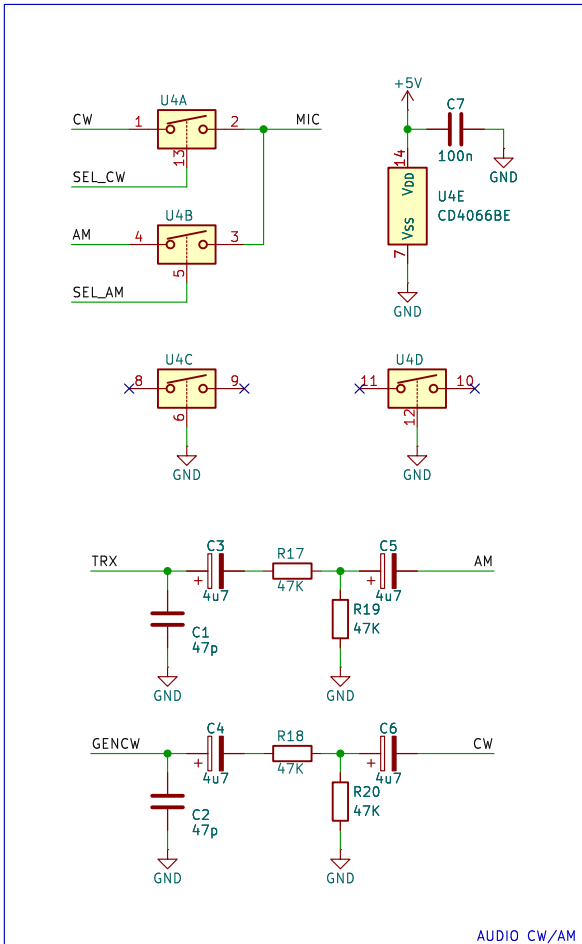 U4A
CW 1 2 MIC
13
SEL_CW
U4B
AM 4 3
5
SEL_AM
+5V
C7
100n
GND
14
VDD
U4E
CD4066BE
VSS
7
GND
U4C
8 9
6
GND
U4D
11 10
12
GND
TRX C3 R17 C5 AM
+ 4u7 47K + 4u7
C1
47p
R19
47K
GND GND
GENCW C4 R18 C6 CW
+ 4u7 47K + 4u7
C2
47p
R20
47K
GND GND
AUDIO CW/AM